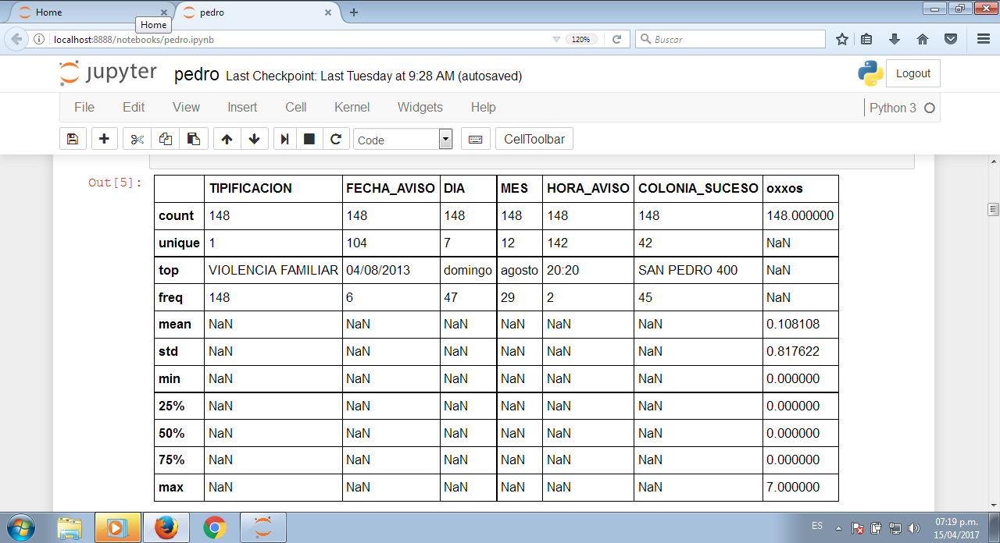 Home
pedro
Home
localhost:8888/notebooks/pedro.ipynb
120%
Buscar
jupyter
pedro Last Checkpoint: Last Tuesday at 9:28 AM (autosaved)
Logout
File Edit View Insert Cell Kernel Widgets Help
Python 3
Code
CellToolbar
Out[5]:
TIPIFICACION FECHA_AVISO DIA MES HORA_AVISO COLONIA_SUCESO oxxos
count 148 148 148 148 148 148 148.000000
unique 1 104 7 12 142 42 NaN
top VIOLENCIA FAMILIAR 04/08/2013 domingo agosto 20:20 SAN PEDRO 400 NaN
freq 148 6 47 29 2 45 NaN
mean NaN NaN NaN NaN NaN NaN 0.108108
std NaN NaN NaN NaN NaN NaN 0.817622
min NaN NaN NaN NaN NaN NaN 0.000000
25% NaN NaN NaN NaN NaN NaN 0.000000
50% NaN NaN NaN NaN NaN NaN 0.000000
75% NaN NaN NaN NaN NaN NaN 0.000000
max NaN NaN NaN NaN NaN NaN 7.000000
ES
07:19 p.m.
15/04/2017